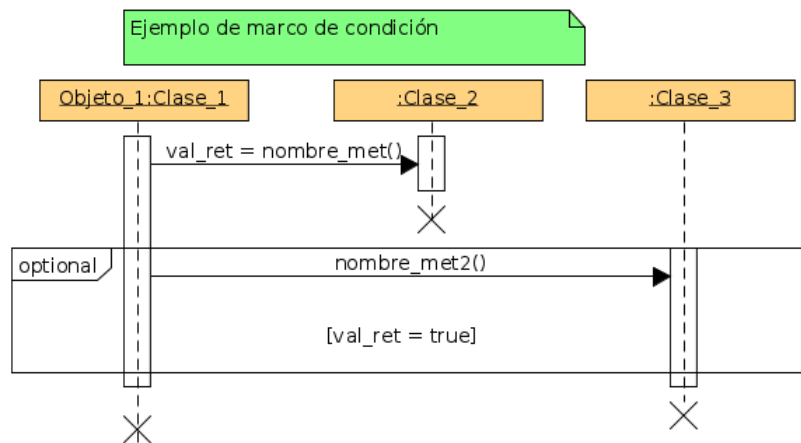 Ejemplo de marco de condición
Objeto_1:Clase_1
:Clase_2
:Clase_3
val_ret = nombre_met()
optional
nombre_met2()
[val_ret = true]